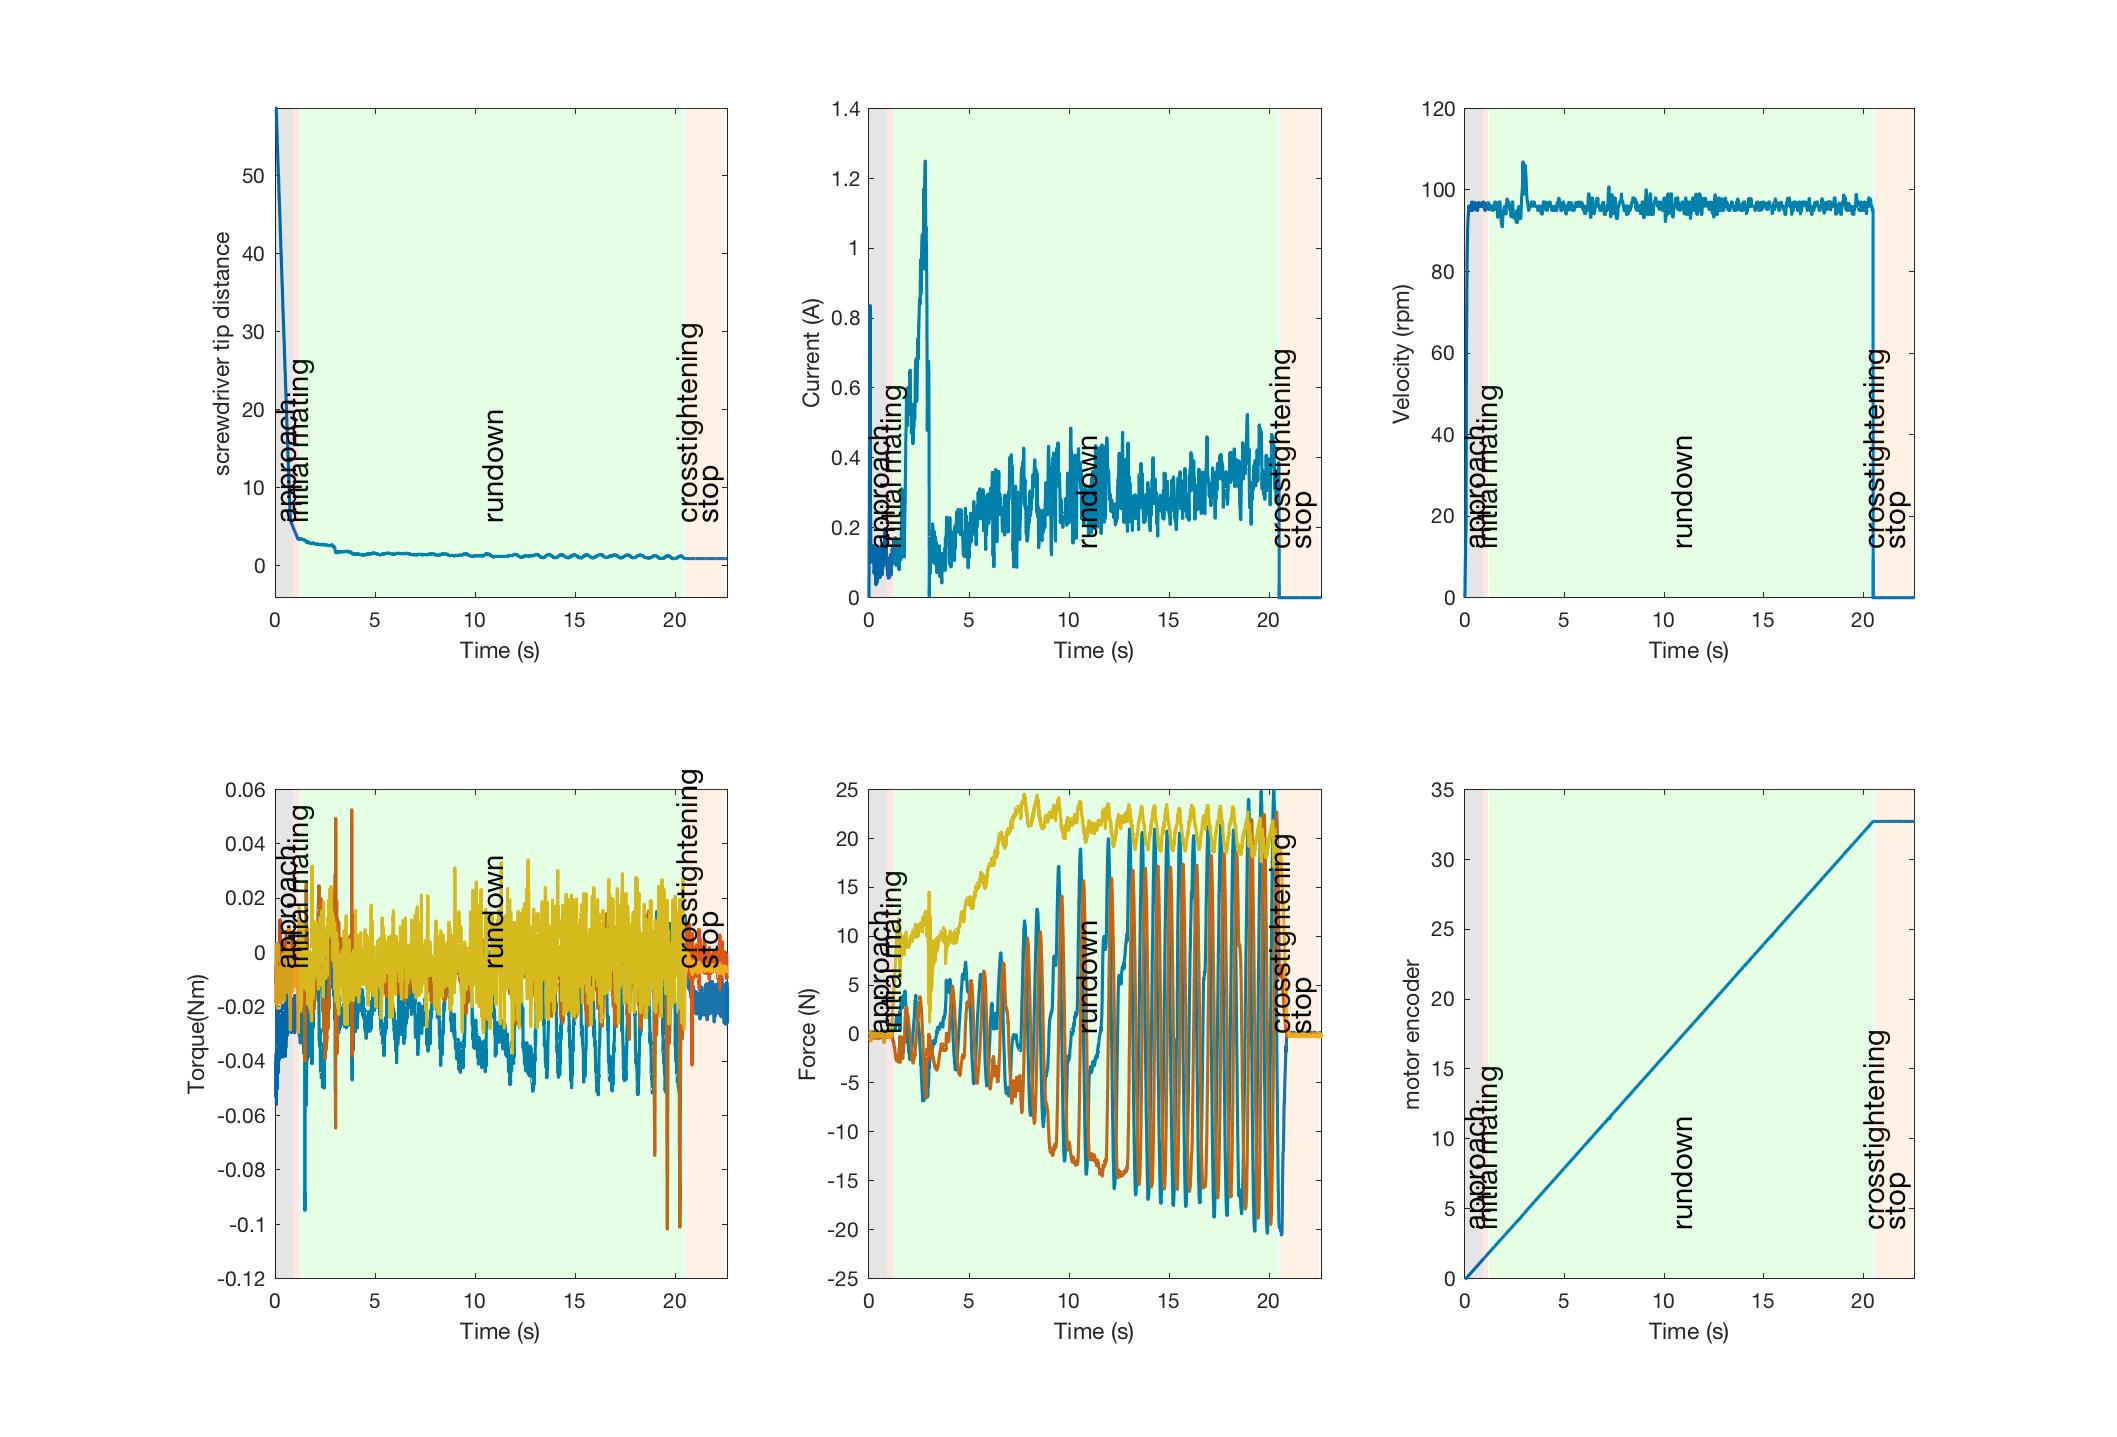 screwdriver tip distance
50
40
30
20
10
0
approach
initial mating
rundown
crosstightening
stop
0 5 10 15 20
Time (s)
Current (A)
1.4
1.2
1
0.8
0.6
0.4
0.2
0
approach
initial mating
rundown
crosstightening
stop
0 5 10 15 20
Time (s)
Velocity (rpm)
120
100
80
60
40
20
0
approach
initial mating
rundown
crosstightening
stop
0 5 10 15 20
Time (s)
Torque(Nm)
0.06
0.04
0.02
0
-0.02
-0.04
-0.06
-0.08
-0.1
-0.12
approach
initial mating
rundown
crosstightening
stop
0 5 10 15 20
Time (s)
Force (N)
25
20
15
10
5
0
-5
-10
-15
-20
-25
approach
initial mating
rundown
crosstightening
stop
0 5 10 15 20
Time (s)
motor encoder
35
30
25
20
15
10
5
0
approach
initial mating
rundown
crosstightening
stop
0 5 10 15 20
Time (s)